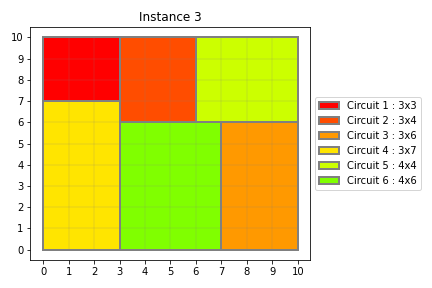 Instance 3
10
9
8
7
6
5
4
3
2
1
0
0 1 2 3 4 5 6 7 8 9 10
Circuit 1 : 3x3
Circuit 2 : 3x4
Circuit 3 : 3x6
Circuit 4 : 3x7
Circuit 5 : 4x4
Circuit 6 : 4x6